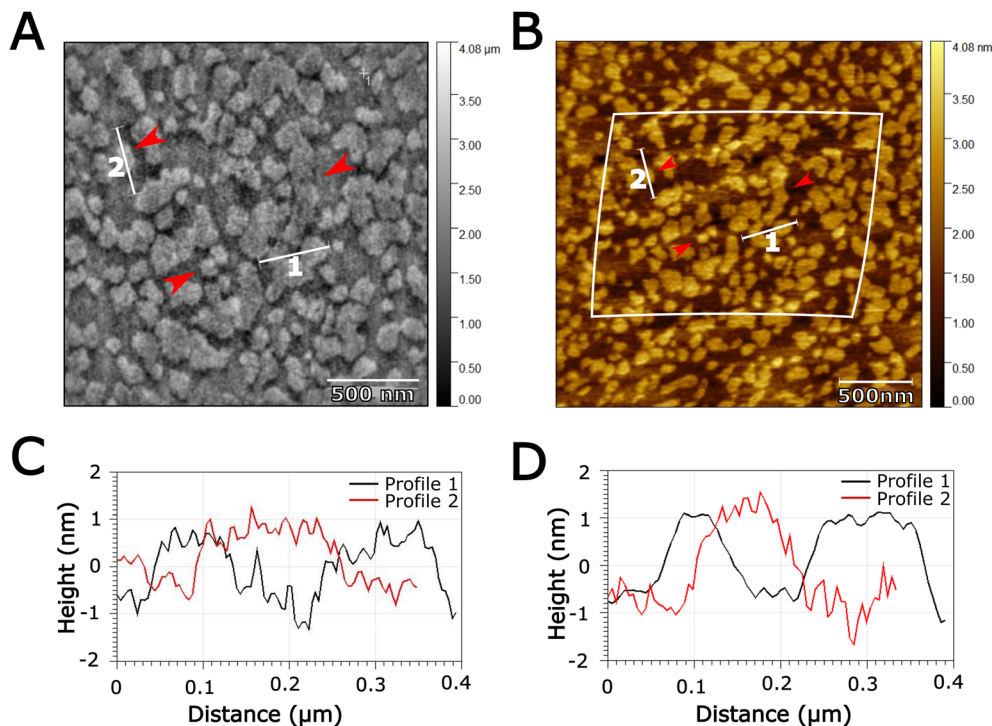 A
B
4.08 µm
3.50
3.00
2.50
2.00
1.50
1.00
0.50
0.00
1
2
1
500 nm
4.08 nm
3.50
3.00
2.50
2.00
1.50
1.00
0.50
0.00
2
1
500nm
C
D
2
1
0
-1
-2
Height (nm)
Profile 1
Profile 2
0
0.1
0.2
0.3
0.4
Distance (µm)
2
1
0
-1
-2
Height (nm)
Profile 1
Profile 2
0
0.1
0.2
0.3
0.4
Distance (µm)